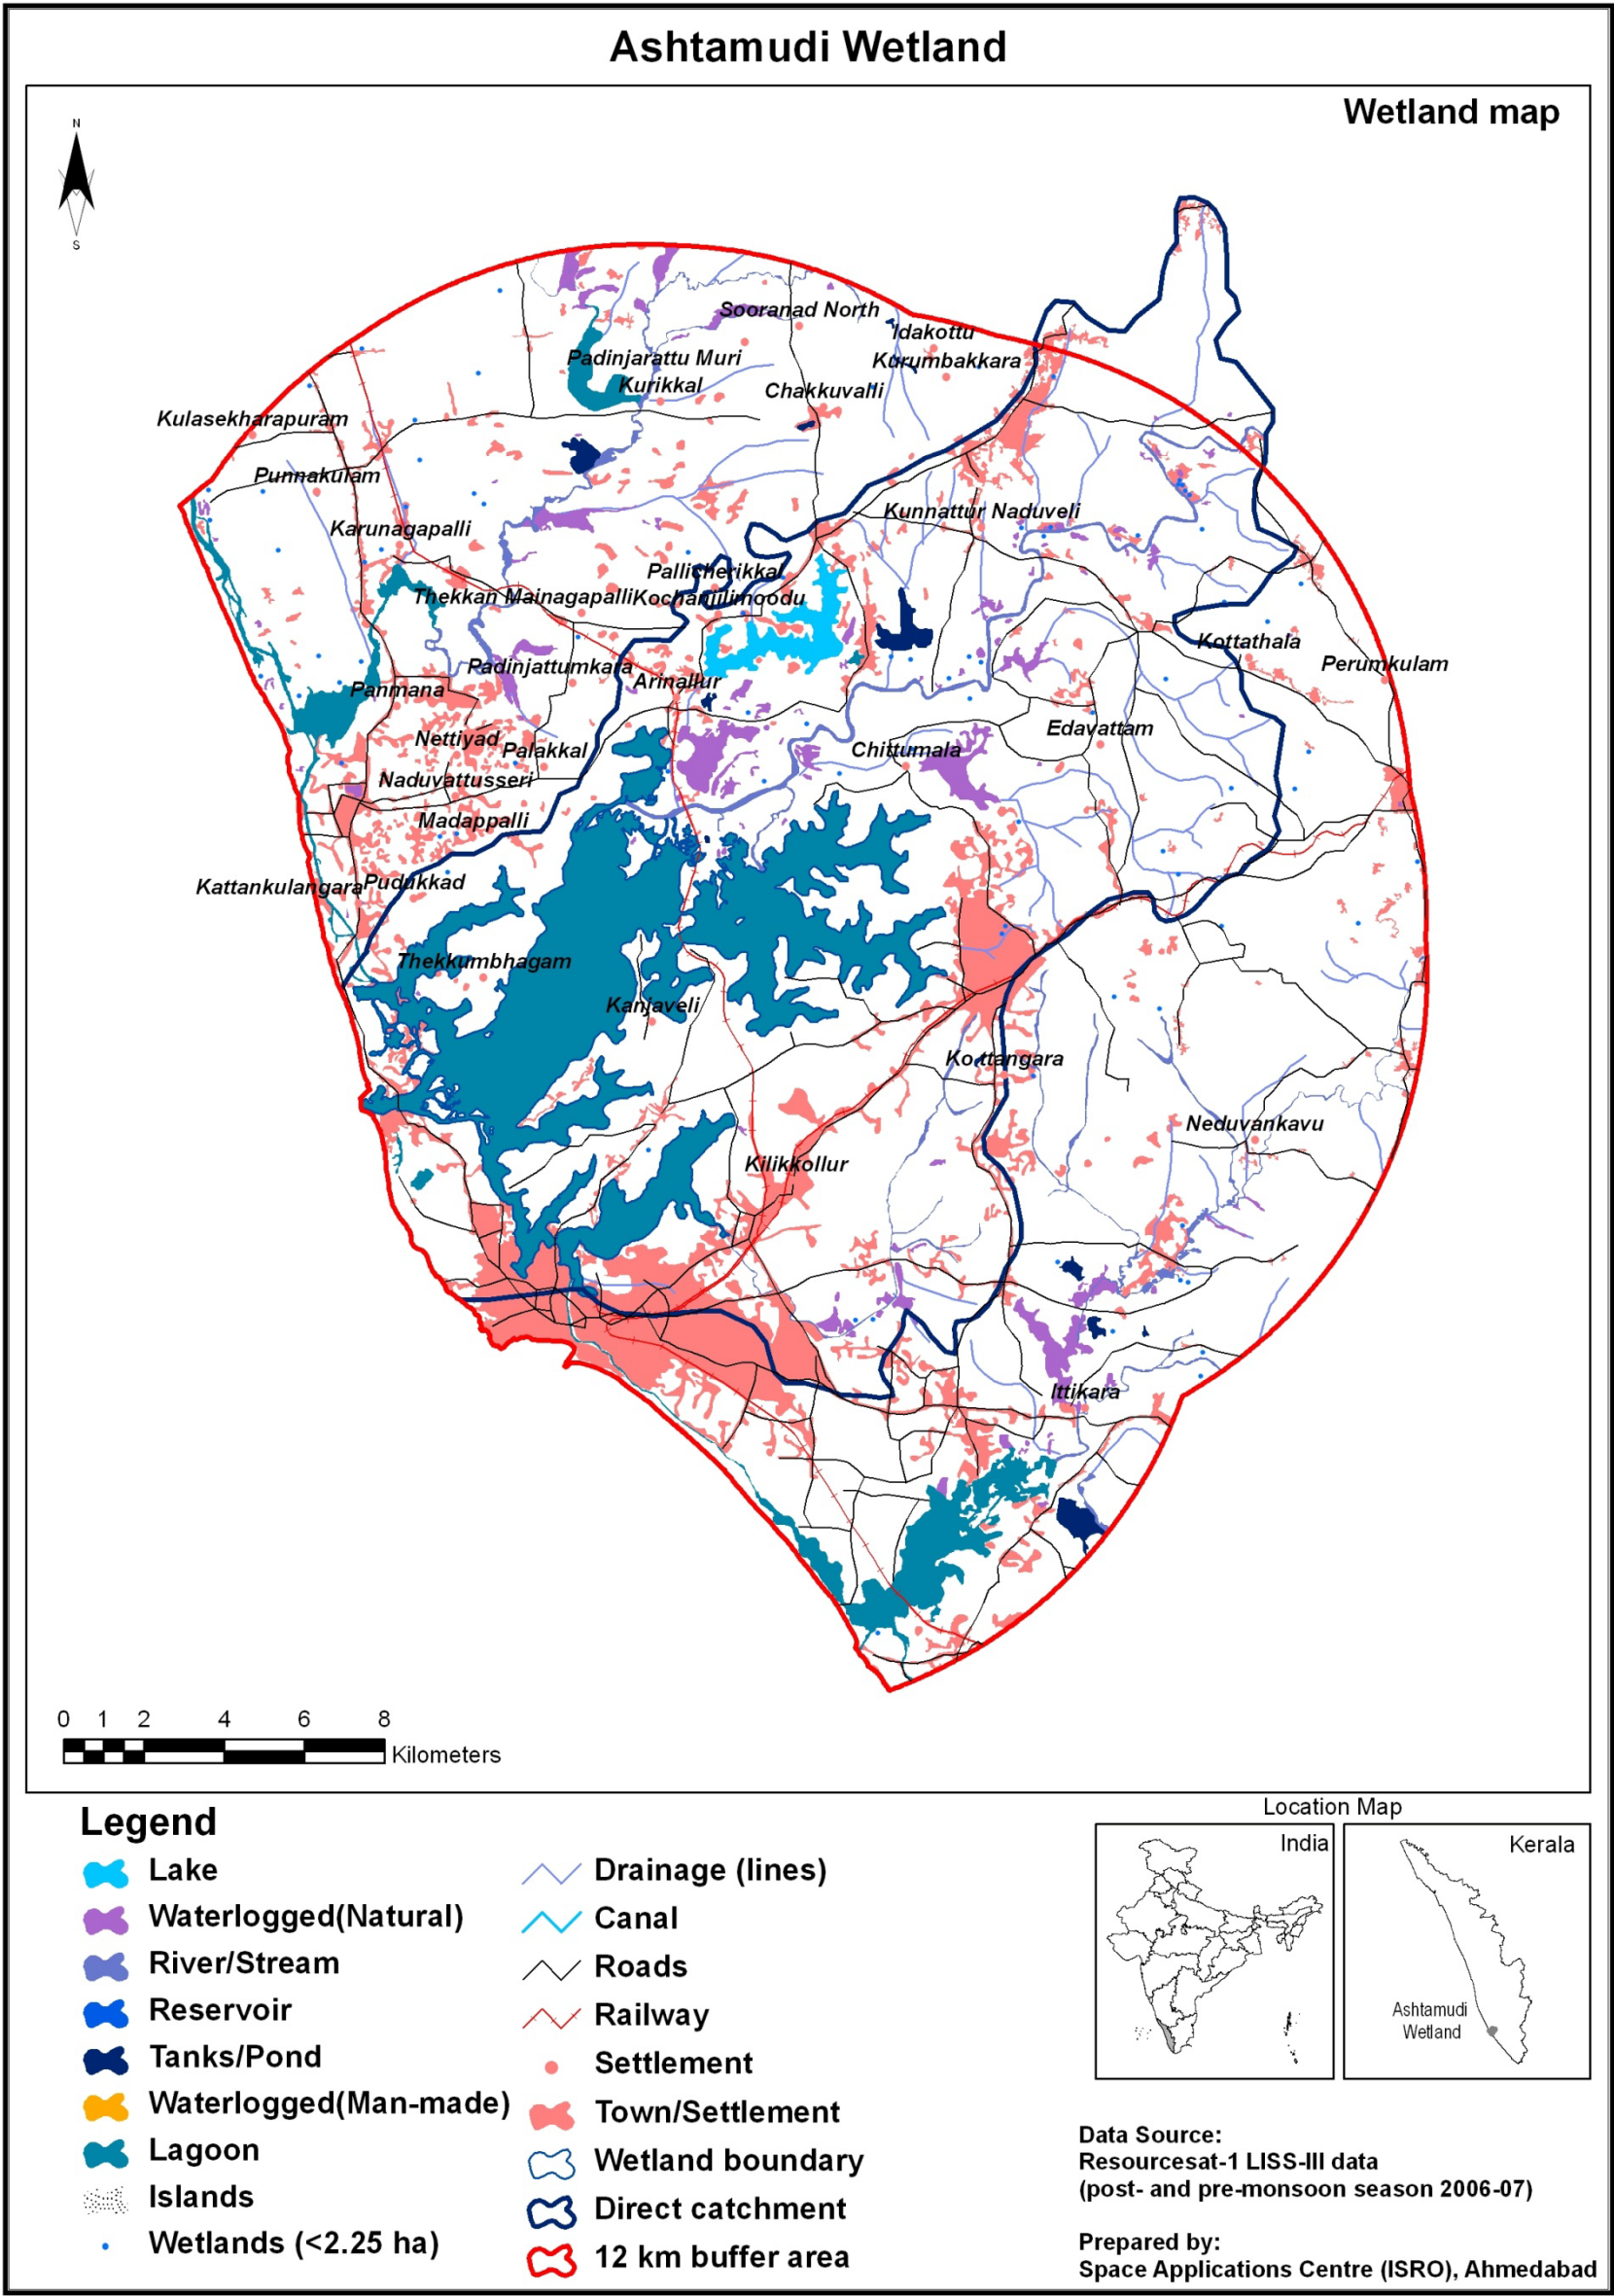 Ashtamudi Wetland
Wetland map
N
S
Sooranad North
Idakottu
Padinjarattu Muri
Kurumbakkara
Kurikkal
Chakkuvalli
Kulasekharapuram
Punnakulam
Kunnattur Naduveli
Karunagapalli
Pallicherikkal
Thekkan Mainagapalli
Kochamilimoodu
Kottathala
Padinjattumkara
Perumkulam
Arinallur
Panmana
Edavattam
Nettiyad
Palakkal
Chittumala
Naduvattusseri
Madappalli
Kattankulangara
Pudukkad
Thekkumbhagam
Kanjaveli
Kottangara
Neduvankavu
Kilikkollur
Ittikara
0 1 2 4 6 8
Kilometers
Legend
Lake
Waterlogged(Natural)
River/Stream
Reservoir
Tanks/Pond
Waterlogged(Man-made)
Lagoon
Islands
Wetlands (<2.25 ha)
Drainage (lines)
Canal
Roads
Railway
Settlement
Town/Settlement
Wetland boundary
Direct catchment
12 km buffer area
Location Map
India
Kerala
Ashtamudi
Wetland
Data Source:
Resourcesat-1 LISS-III data
(post- and pre-monsoon season 2006-07)
Prepared by:
Space Applications Centre (ISRO), Ahmedabad